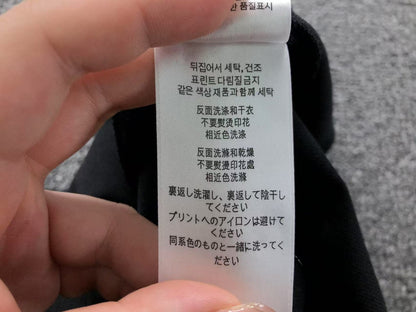 한 품질표시
뒤집어서 세탁, 건조
프린트 다림질금지
같은 색상 제품과 함께 세탁
反面洗涤和干衣
不要熨烫印花
相近色洗涤
反面洗滌和乾燥
不要熨燙印花處
相近色洗滌
裏返し洗濯し、裏返して陰干し
てください
プリントへのアイロンは避けて
ください
同系色のものと一緒に洗ってく
ださい